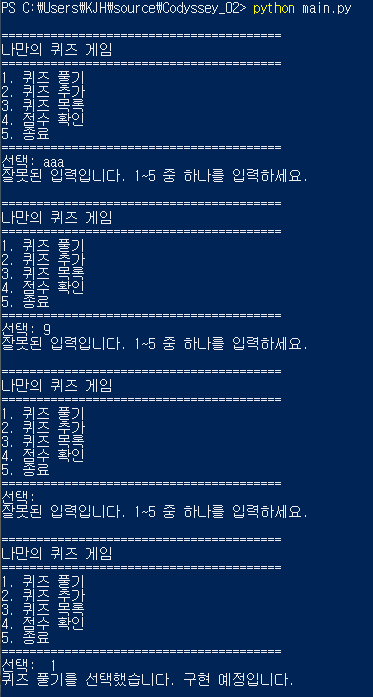 PS C:\Users\KJH\source\Codyssey_02> python main.py

========================================
나만의 퀴즈 게임
========================================
1. 퀴즈 풀기
2. 퀴즈 추가
3. 퀴즈 목록
4. 점수 확인
5. 종료
========================================
선택: aaa
잘못된 입력입니다. 1~5 중 하나를 입력하세요.

========================================
나만의 퀴즈 게임
========================================
1. 퀴즈 풀기
2. 퀴즈 추가
3. 퀴즈 목록
4. 점수 확인
5. 종료
========================================
선택: 9
잘못된 입력입니다. 1~5 중 하나를 입력하세요.

========================================
나만의 퀴즈 게임
========================================
1. 퀴즈 풀기
2. 퀴즈 추가
3. 퀴즈 목록
4. 점수 확인
5. 종료
========================================
선택:
잘못된 입력입니다. 1~5 중 하나를 입력하세요.

========================================
나만의 퀴즈 게임
========================================
1. 퀴즈 풀기
2. 퀴즈 추가
3. 퀴즈 목록
4. 점수 확인
5. 종료
========================================
선택:  1
퀴즈 풀기를 선택했습니다. 구현 예정입니다.